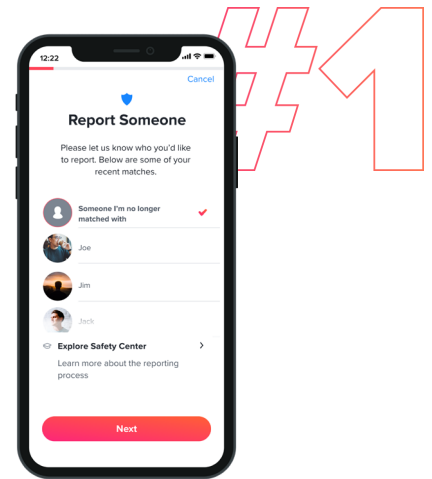 #1
12:22
Cancel
Report Someone
Please let us know who you'd like
to report. Below are some of your
recent matches.
Someone I'm no longer
matched with
Joe
Jim
Jack
Explore Safety Center
Learn more about the reporting
process
Next